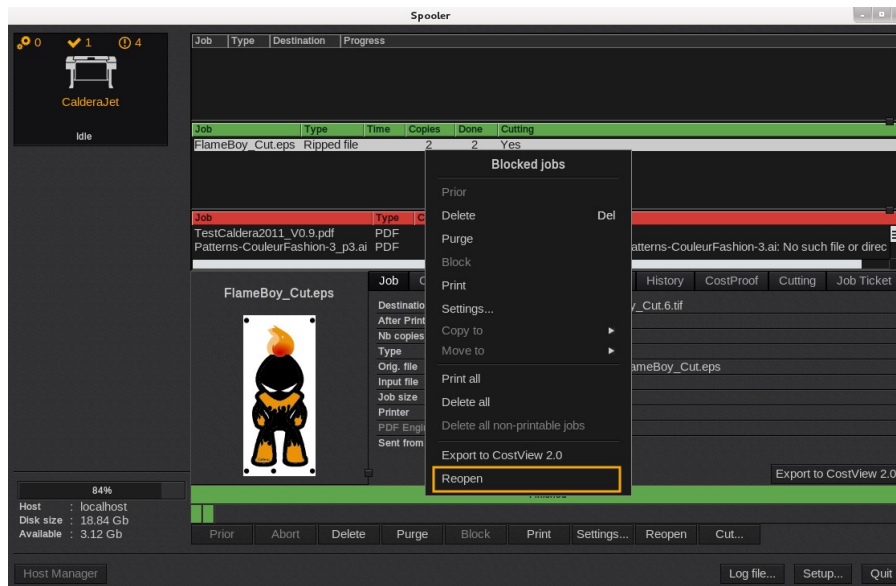 Spooler
0 1 4
CalderaJet
Idle
Job Type Destination Progress
Job Type Time Copies Done Cutting
FlameBoy_Cut.eps Ripped file 2 2 Yes
Job Type C
TestCaldera2011_V0.9.pdf PDF
Patterns-CouleurFashion-3_p3.ai PDF atterns-CouleurFashion-3.ai: No such file or direc
Blocked jobs
Prior
Delete Del
Purge
Block
Print
Settings...
Copy to
Move to
Print all
Delete all
Delete all non-printable jobs
Export to CostView 2.0
Reopen
FlameBoy_Cut.eps
Job C History CostProof Cutting Job Ticket
Destinatio y_Cut.6.tif
After Print
Nb copies
Type
Orig. file ameBoy_Cut.eps
Input file
Job size
Printer
PDF Engi
Sent from
Export to CostView 2.0
84%
Host : localhost
Disk size : 18.84 Gb
Available : 3.12 Gb
Prior Abort Delete Purge Block Print Settings... Reopen Cut...
Host Manager Log file... Setup... Quit